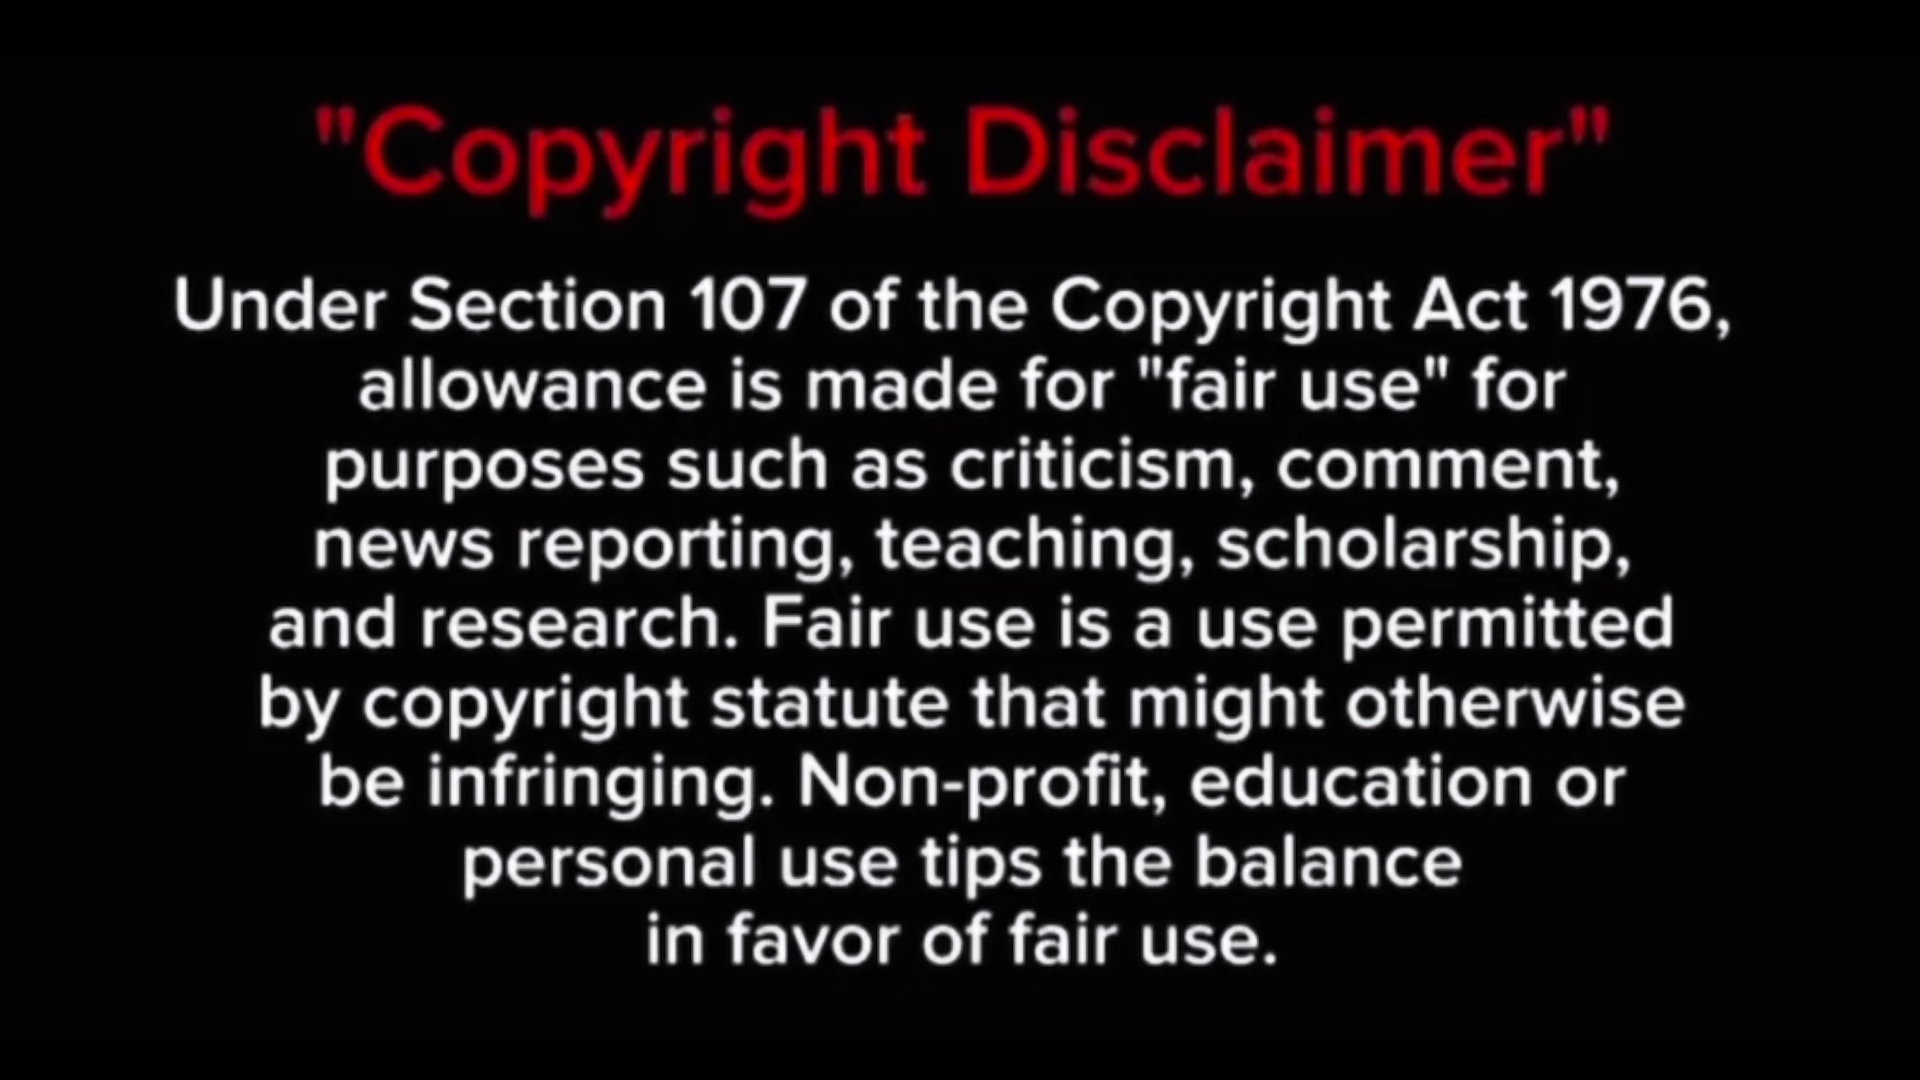 "Copyright Disclaimer"
Under Section 107 of the Copyright Act 1976,
allowance is made for "fair use" for
purposes such as criticism, comment,
news reporting, teaching, scholarship,
and research. Fair use is a use permitted
by copyright statute that might otherwise
be infringing. Non-profit, education or
personal use tips the balance
in favor of fair use.